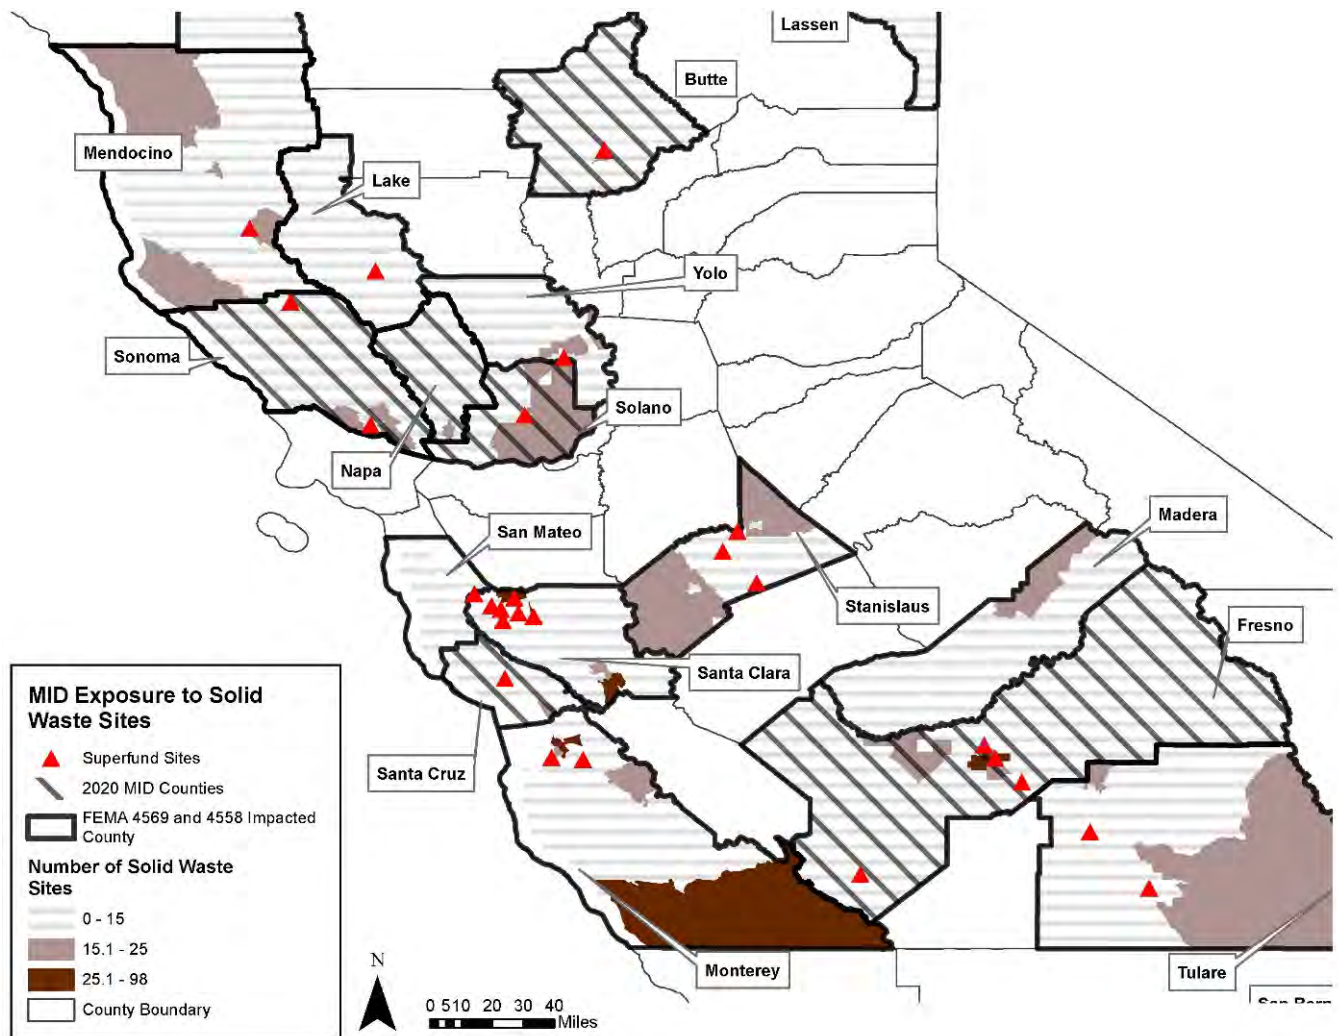 Lassen
Butte
Mendocino
Lake
Yolo
Sonoma
Solano
Napa
San Mateo
Madera
Stanislaus
Fresno
Santa Clara
Santa Cruz
Monterey
Tulare
MID Exposure to Solid
Waste Sites
Superfund Sites
2020 MID Counties
FEMA 4569 and 4558 Impacted
County
Number of Solid Waste
Sites
0 - 15
15.1 - 25
25.1 - 98
County Boundary
N
0 510 20 30 40
Miles